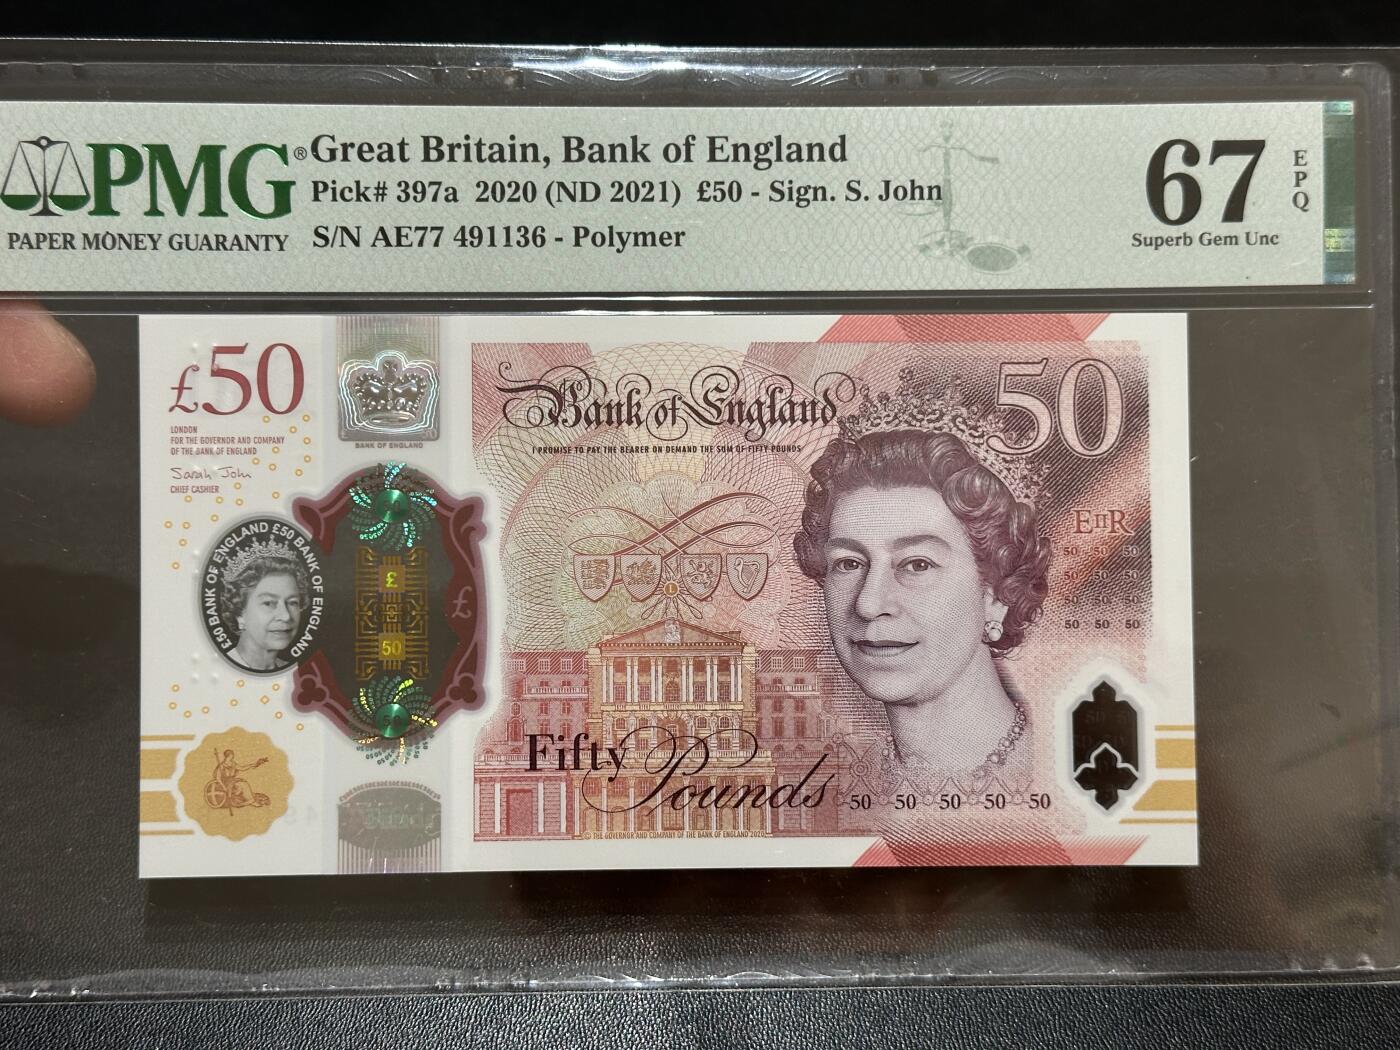 PMG®
PAPER MONEY GUARANTY
Great Britain, Bank of England
Pick# 397a 2020 (ND 2021) £50 - Sign. S. John
S/N AE77 491136 - Polymer
67
EPQ
Superb Gem Unc
£50
LONDON
FOR THE GOVERNOR AND COMPANY
OF THE BANK OF ENGLAND
Sarah John
CHIEF CASHIER
BANK OF ENGLAND
£50 BANK OF ENGLAND £50 BANK OF ENGLAND
£
50
50
£
Bank of England
I PROMISE TO PAY THE BEARER ON DEMAND THE SUM OF FIFTY POUNDS
50
EIIR
50 50 50
50 50 50
50 50 50
50 50 50
Fifty
Pounds
50 50 50 50 50
© THE GOVERNOR AND COMPANY OF THE BANK OF ENGLAND 2020